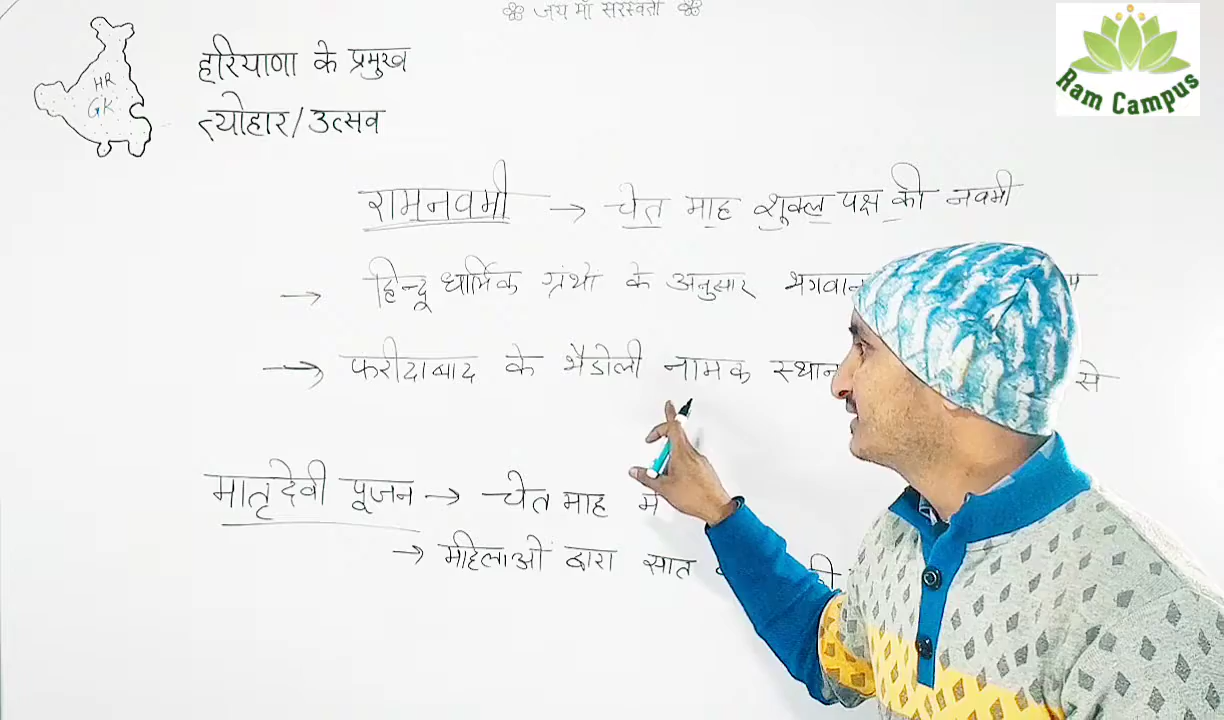 जय माँ सरस्वती
Ram Campus
HR
GK
हरियाणा के प्रमुख
त्योहार/उत्सव
रामनवमी → चेत माह शुक्ल पक्ष की नवमी
→ हिन्दू धार्मिक ग्रंथो के अनुसार भगवान
→ फरीदाबाद के भैडोली नामक स्थान से
मातृदेवी पूजन → चेत माह में
→ महिलाओं द्वारा सात की